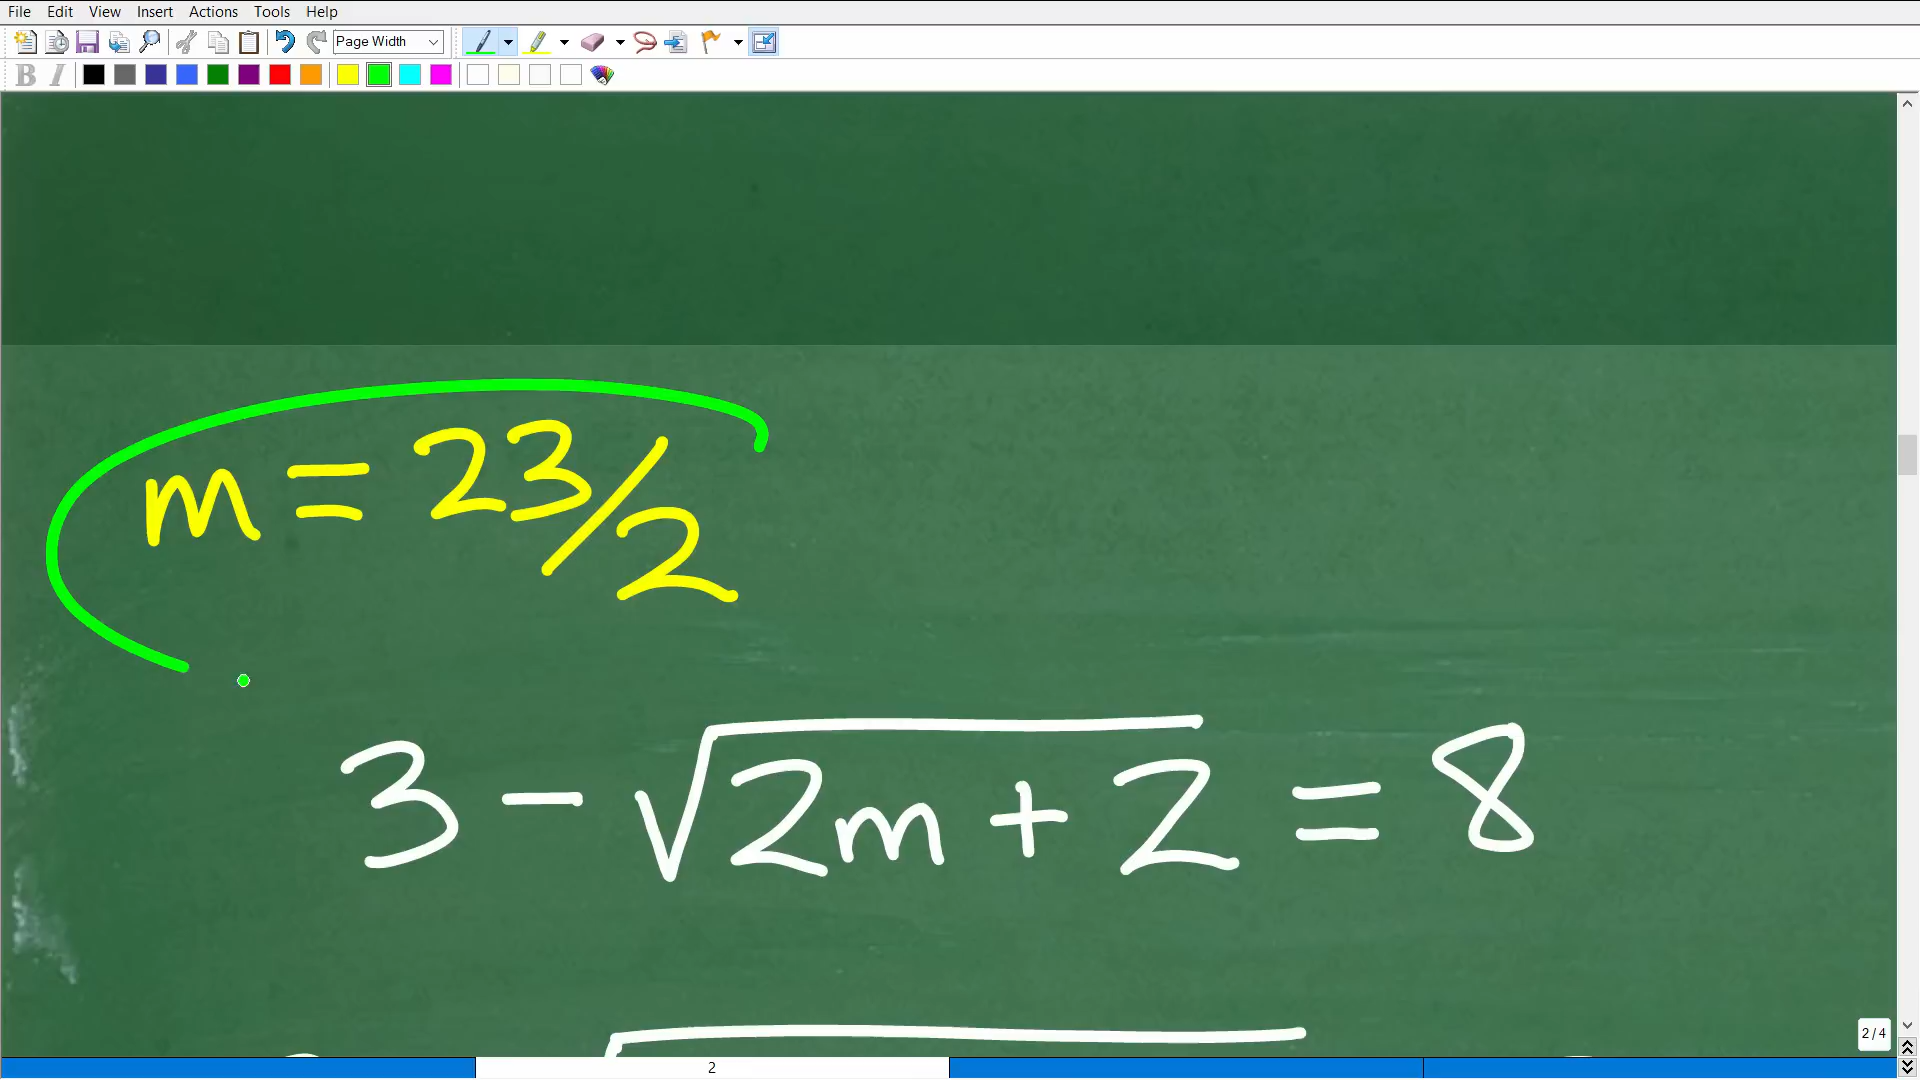 File Edit View Insert Actions Tools Help
Page Width
B I
m = 23/2
3 - √(2m + 2) = 8
2 / 4
2